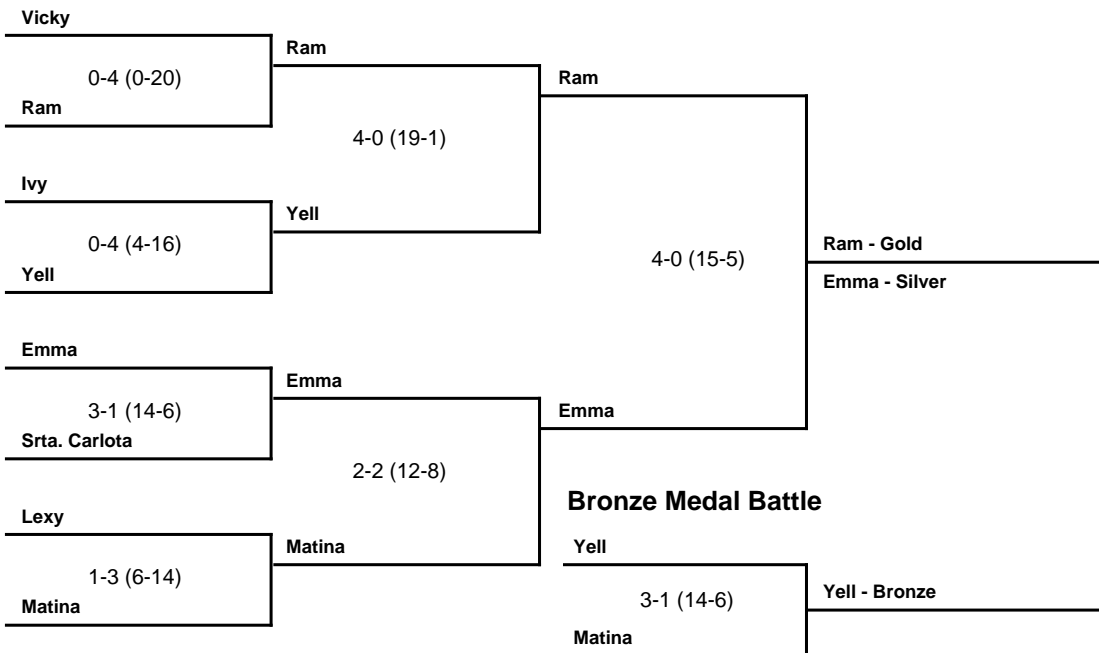 Vicky
0-4 (0-20)
Ram
Ivy
0-4 (4-16)
Yell
Emma
3-1 (14-6)
Srta. Carlota
Lexy
1-3 (6-14)
Matina
Ram
4-0 (19-1)
Yell
Emma
2-2 (12-8)
Matina
Ram
4-0 (15-5)
Emma
Ram - Gold
Emma - Silver
Bronze Medal Battle
Yell
3-1 (14-6)
Matina
Yell - Bronze